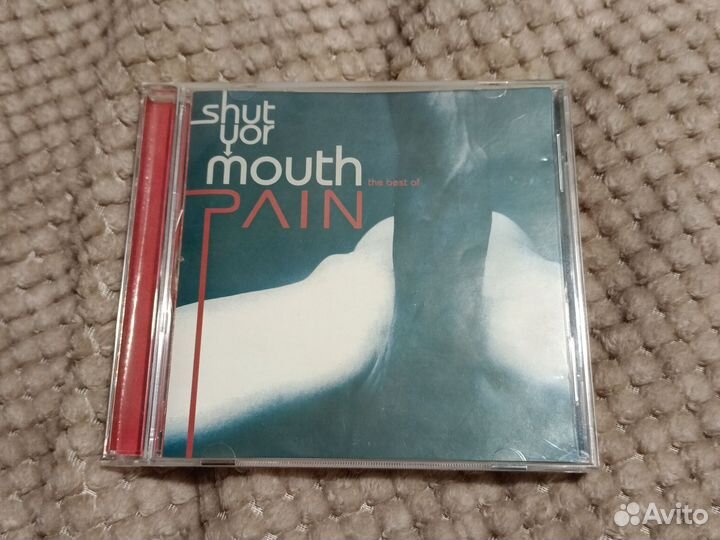 shut
yor
mouth
the best of
PAIN
Avito